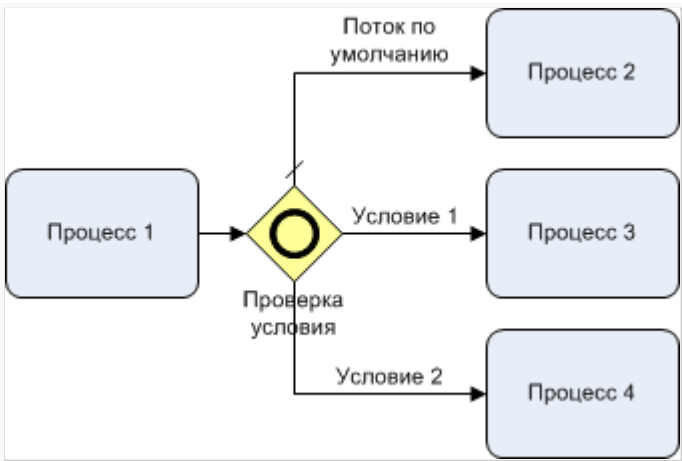 Поток по
умолчанию
Процесс 2
Процесс 1
Условие 1
Процесс 3
Проверка
условия
Условие 2
Процесс 4